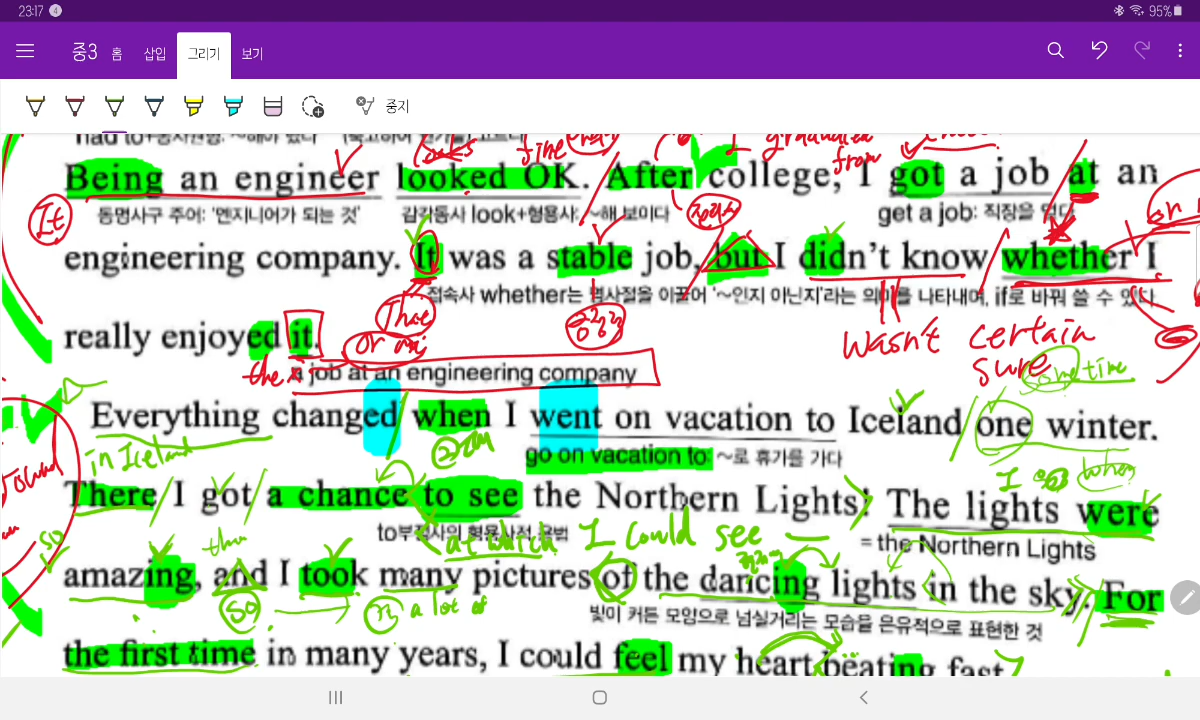 23:17 4 95%
중3 홈 삽입 그리기 보기
중지
looks fine I graduated from
Being an engineer looked OK. After college, I got a job at an
동명사구 주어: '엔지니어가 되는 것' 감각동사 look+형용사: ~해 보이다 get a job: 직장을 얻다
It
engineering company. It was a stable job, but I didn't know whether I
접속사 whether는 명사절을 이끌어 '~인지 아닌지'라는 의미를 나타내며, if로 바꿔 쓸 수 있다
That wasn't certain
really enjoyed it.
sure
the a job at an engineering company
sometime
Everything changed when I went on vacation to Iceland one winter.
in Iceland go on vacation to: ~로 휴가를 가다
when
There I got a chance to see the Northern Lights! The lights were
to부정사의 형용사적 용법 = the Northern Lights
so at which I could see
amazing, and I took many pictures of the dancing lights in the sky. For
so a lot of
빛이 커튼 모양으로 넘실거리는 모습을 은유적으로 표현한 것
the first time in many years, I could feel my heart beating fast